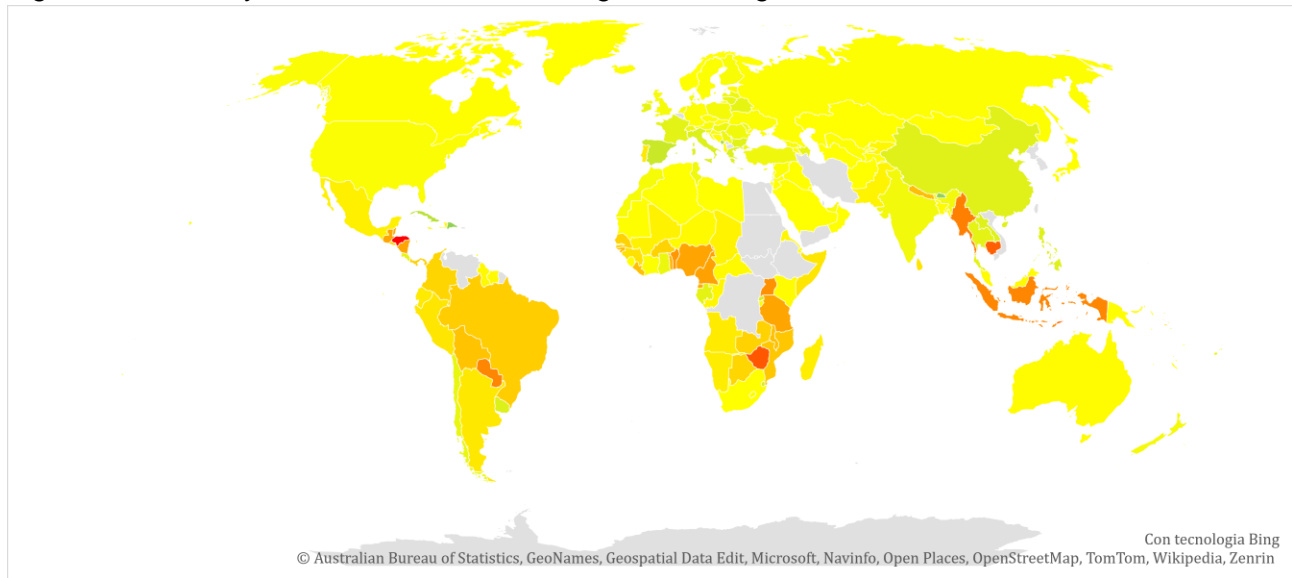 Con tecnologia Bing
© Australian Bureau of Statistics, GeoNames, Geospatial Data Edit, Microsoft, Navinfo, Open Places, OpenStreetMap, TomTom, Wikipedia, Zenrin